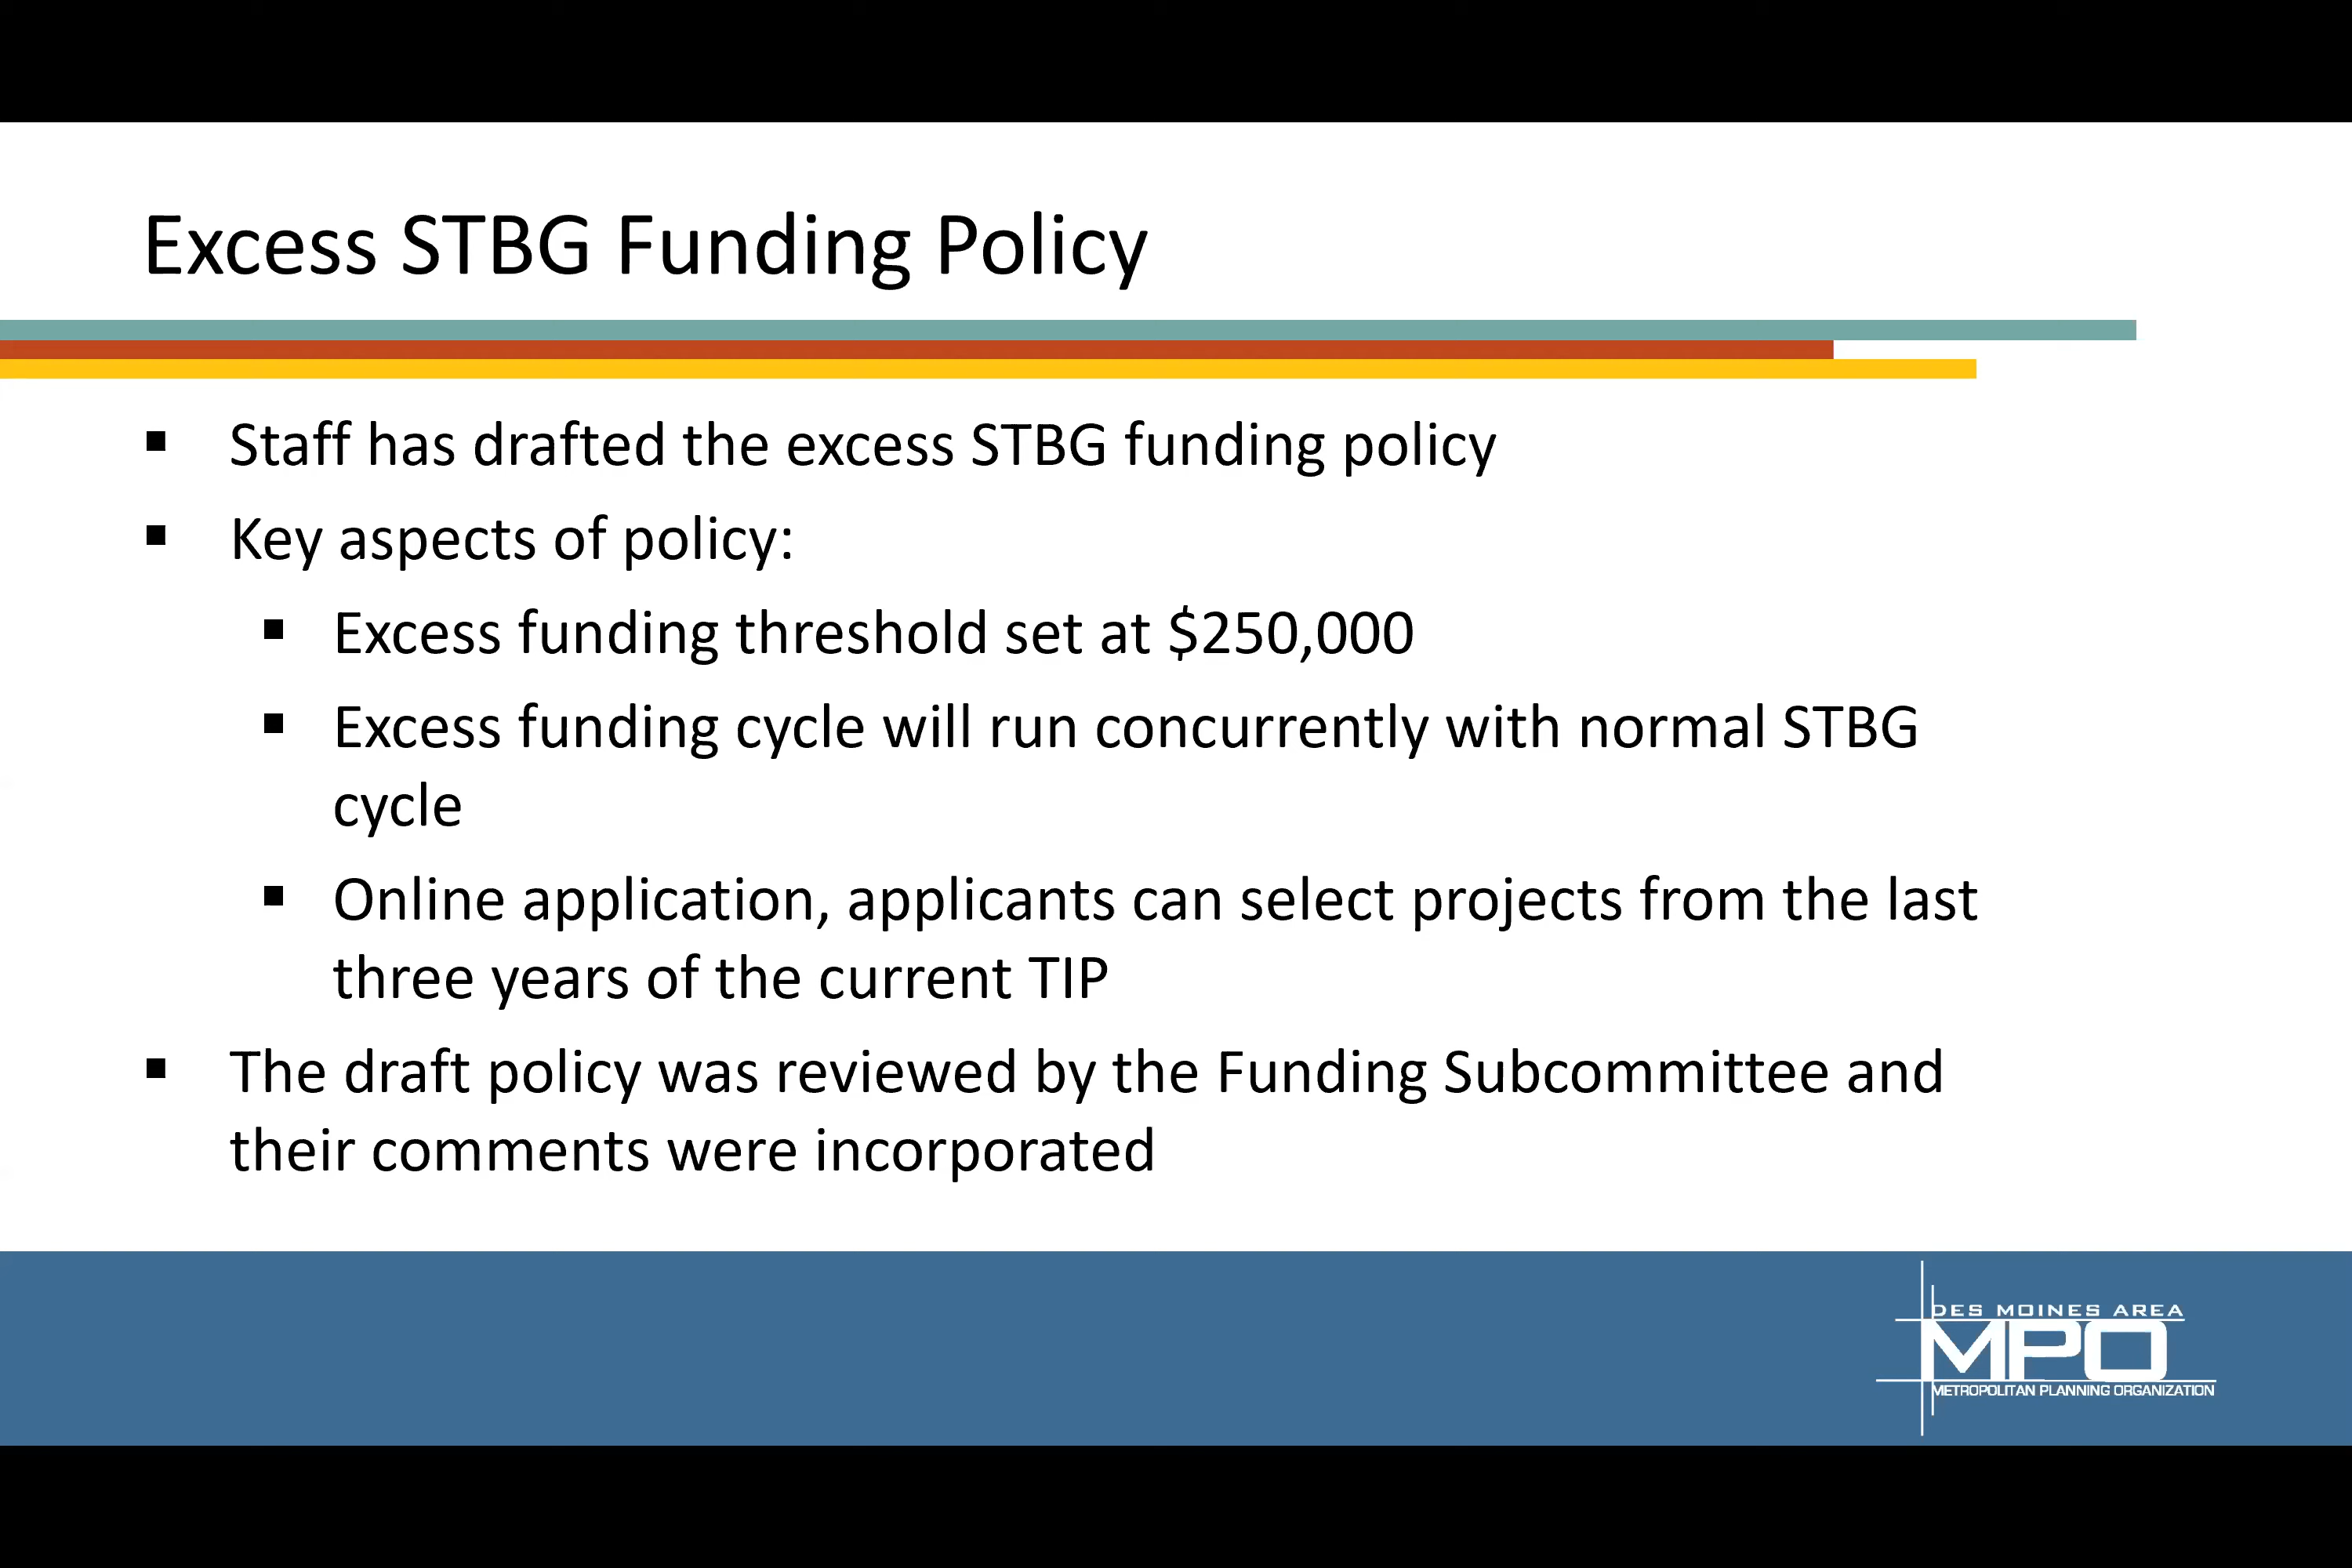 Excess STBG Funding Policy
▪ Staff has drafted the excess STBG funding policy
▪ Key aspects of policy:
▪ Excess funding threshold set at $250,000
▪ Excess funding cycle will run concurrently with normal STBG
cycle
▪ Online application, applicants can select projects from the last
three years of the current TIP
▪ The draft policy was reviewed by the Funding Subcommittee and
their comments were incorporated
DES MOINES AREA
MPO
METROPOLITAN PLANNING ORGANIZATION